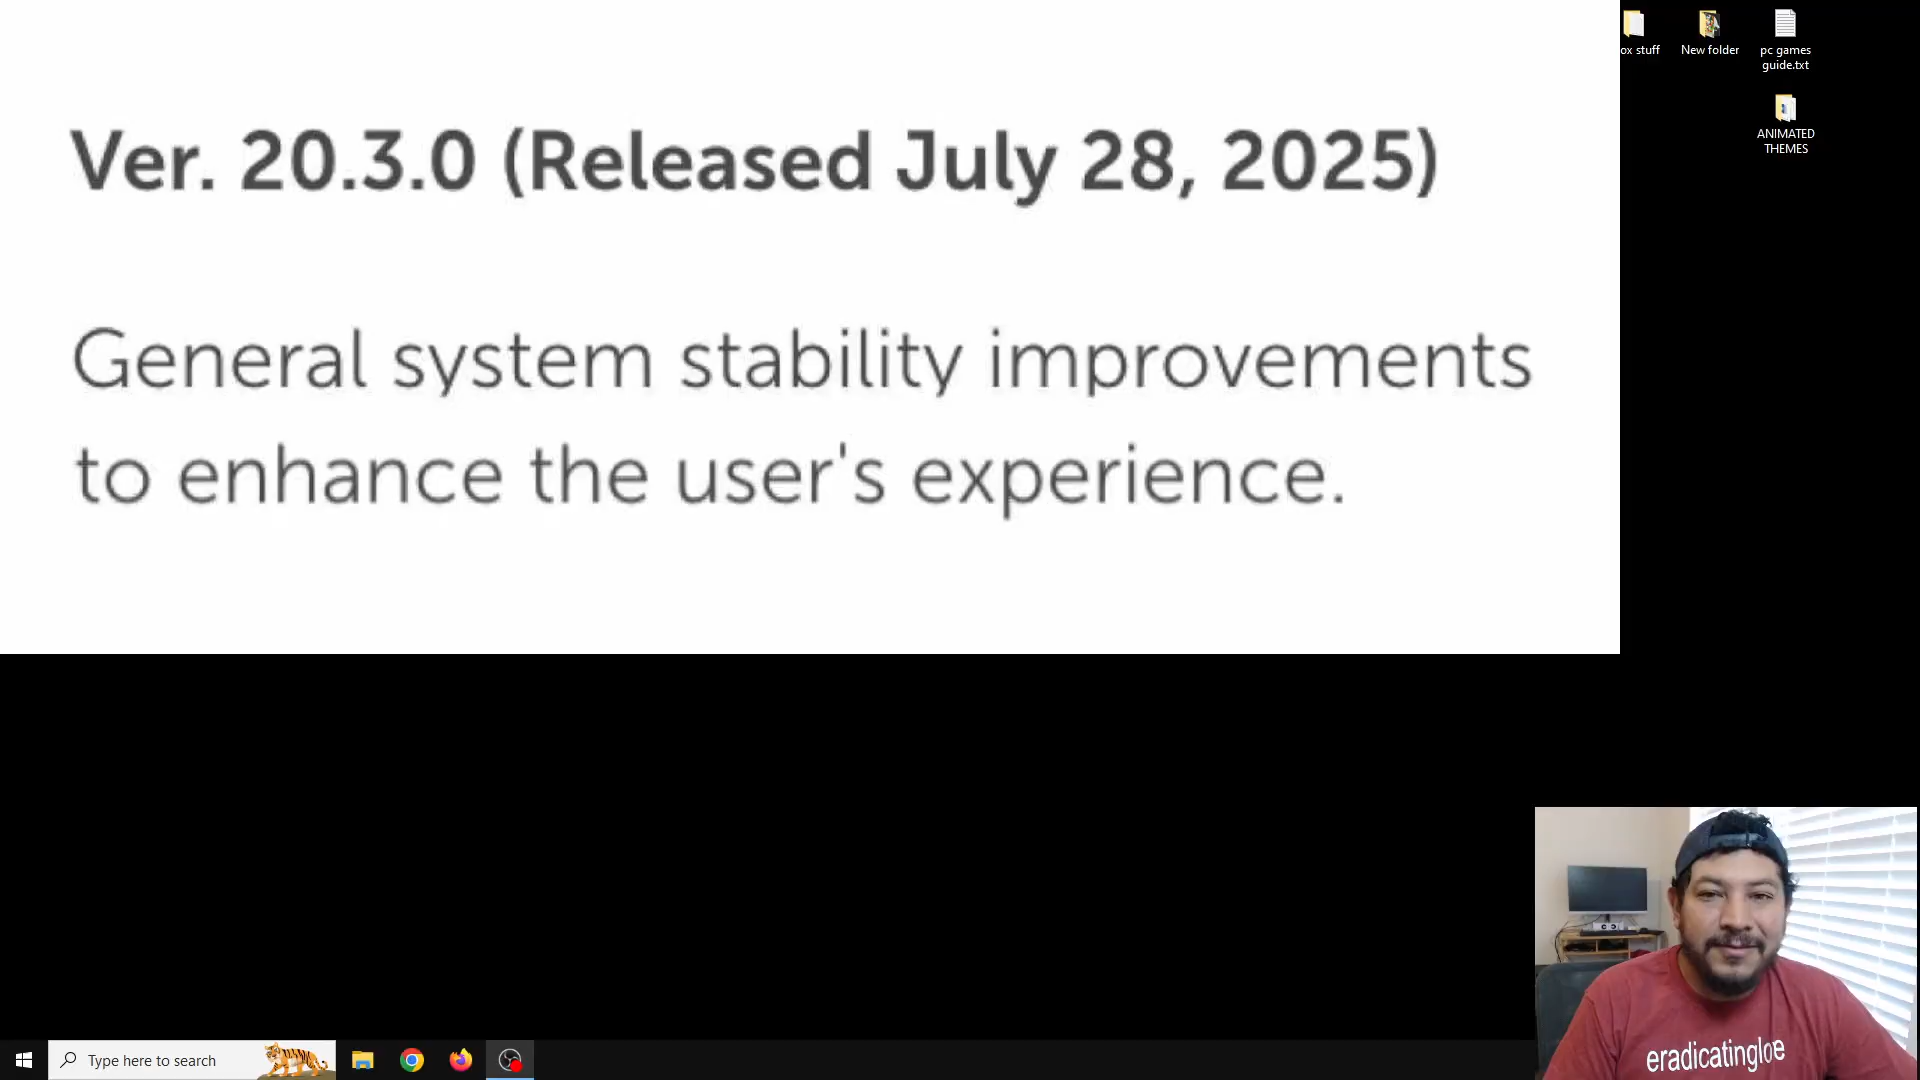 Ver. 20.3.0 (Released July 28, 2025)
General system stability improvements
to enhance the user's experience.
ox stuff
New folder
pc games
guide.txt
ANIMATED
THEMES
Type here to search
eradicatinglove